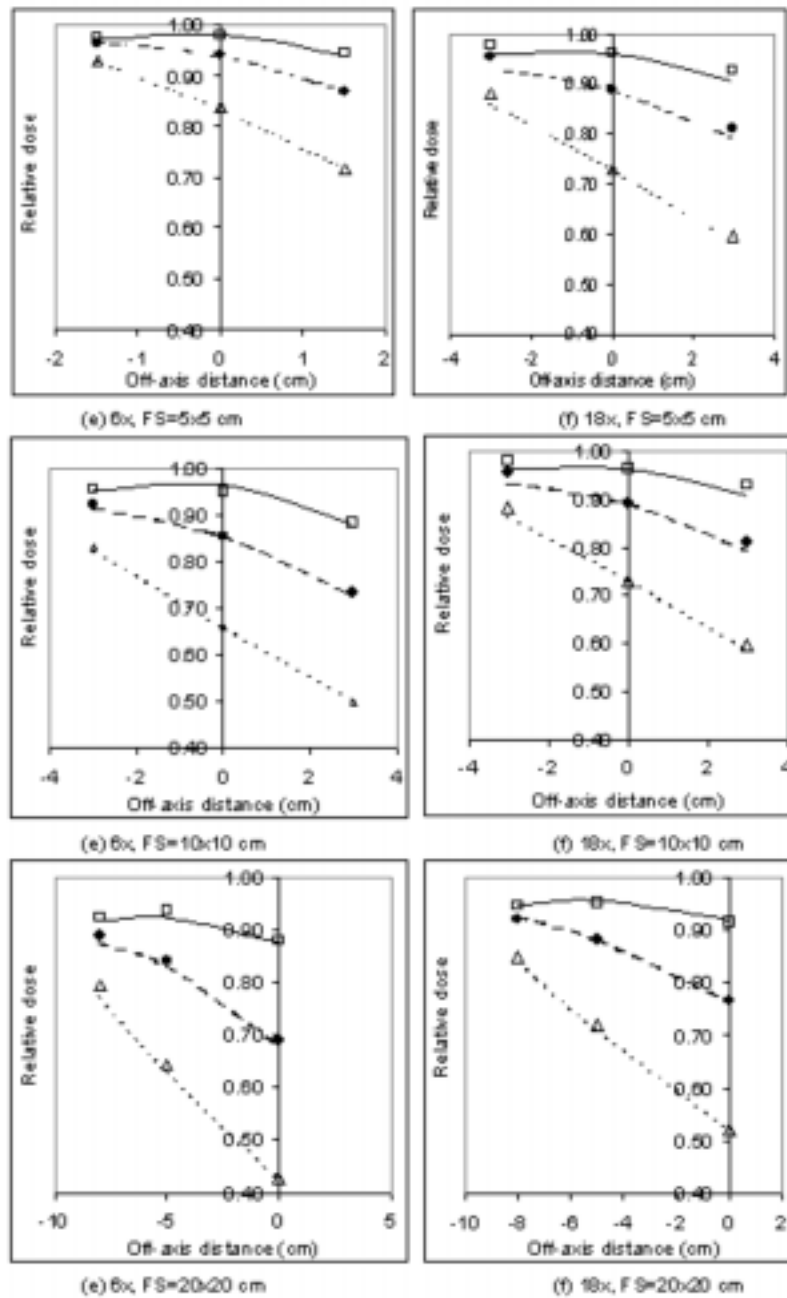 1.00
0.90
0.80
0.70
0.60
0.50
0.40
Relative dose
-2 -1 0 1 2
Off-axis distance (cm)
(e) 6x, FS=5x5 cm
1.00
0.90
0.80
0.70
0.60
0.50
0.40
Relative dose
-4 -2 0 2 4
Off-axis distance (cm)
(f) 18x, FS=5x5 cm
1.00
0.90
0.80
0.70
0.60
0.50
0.40
Relative dose
-4 -2 0 2 4
Off-axis distance (cm)
(e) 6x, FS=10x10 cm
1.00
0.90
0.80
0.70
0.60
0.50
0.40
Relative dose
-4 -2 0 2 4
Off-axis distance (cm)
(f) 18x, FS=10x10 cm
1.00
0.90
0.80
0.70
0.60
0.50
0.40
Relative dose
-10 -5 0 5
Off-axis distance (cm)
(e) 6x, FS=20x20 cm
1.00
0.90
0.80
0.70
0.60
0.50
0.40
Relative dose
-10 -8 -6 -4 -2 0 2
Off-axis distance (cm)
(f) 18x, FS=20x20 cm